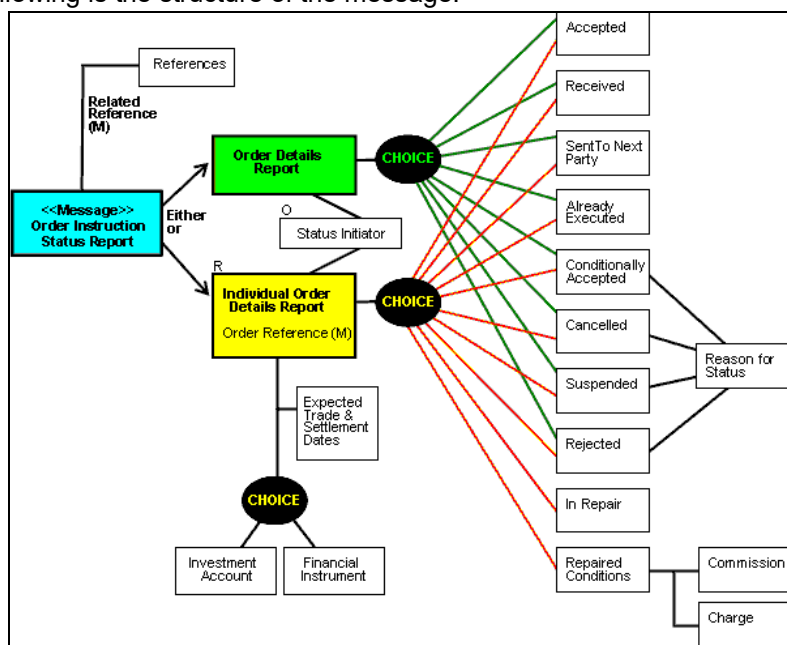 llowing is the structure of the message:
References
Related
Reference
(M)
<<Message>>
Order Instruction
Status Report
Either
or
Order Details
Report
CHOICE
O
Status Initiator
R
Individual Order
Details Report
Order Reference (M)
CHOICE
Expected
Trade &
Settlement
Dates
CHOICE
Investment
Account
Financial
Instrument
Accepted
Received
SentTo Next
Party
Already
Executed
Conditionally
Accepted
Cancelled
Suspended
Rejected
In Repair
Repaired
Conditions
Reason for
Status
Commission
Charge